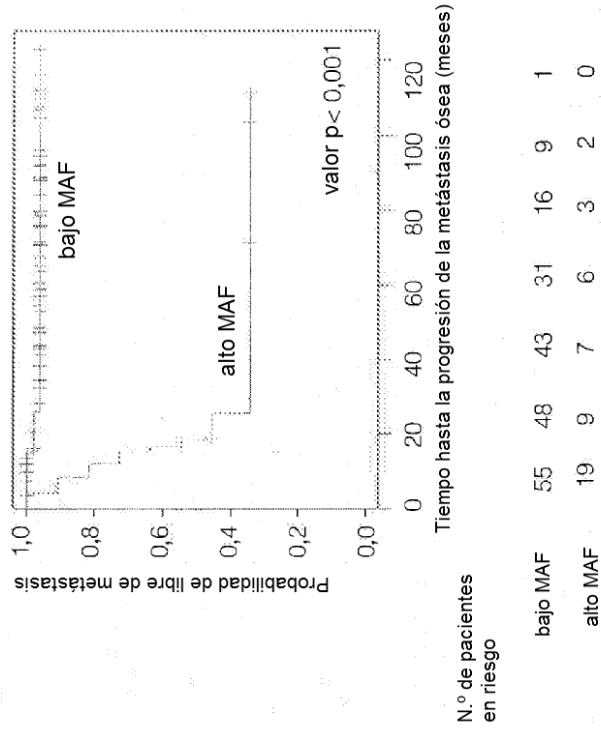 Probabilidad de libre de metástasis
1,0
0,8
0,6
0,4
0,2
0,0
bajo MAF
alto MAF
valor p< 0,001
0 20 40 60 80 100 120
Tiempo hasta la progresión de la metástasis ósea (meses)
N.º de pacientes
en riesgo
bajo MAF 55 48 43 31 16 9 1
alto MAF 19 9 7 6 3 2 0